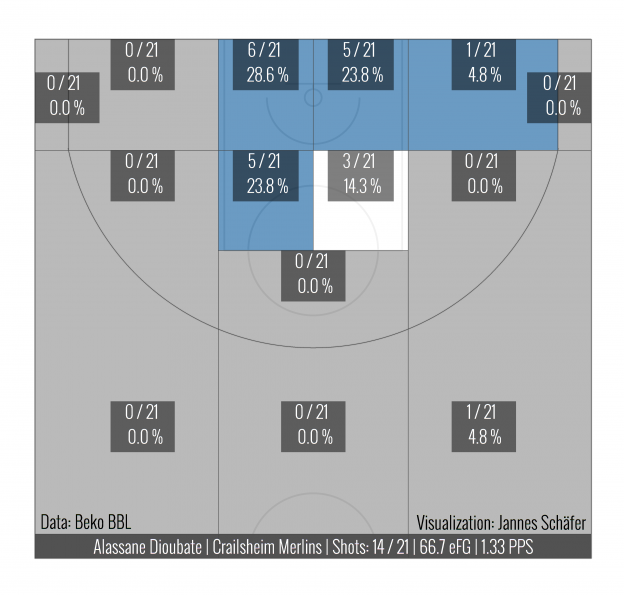 0 / 21
0.0 %
6 / 21
28.6 %
5 / 21
23.8 %
1 / 21
4.8 %
0 / 21
0.0 %
0 / 21
0.0 %
0 / 21
0.0 %
5 / 21
23.8 %
3 / 21
14.3 %
0 / 21
0.0 %
0 / 21
0.0 %
0 / 21
0.0 %
0 / 21
0.0 %
1 / 21
4.8 %
Data: Beko BBL
Visualization: Jannes Schäfer
Alassane Dioubate | Crailsheim Merlins | Shots: 14 / 21 | 66.7 eFG | 1.33 PPS